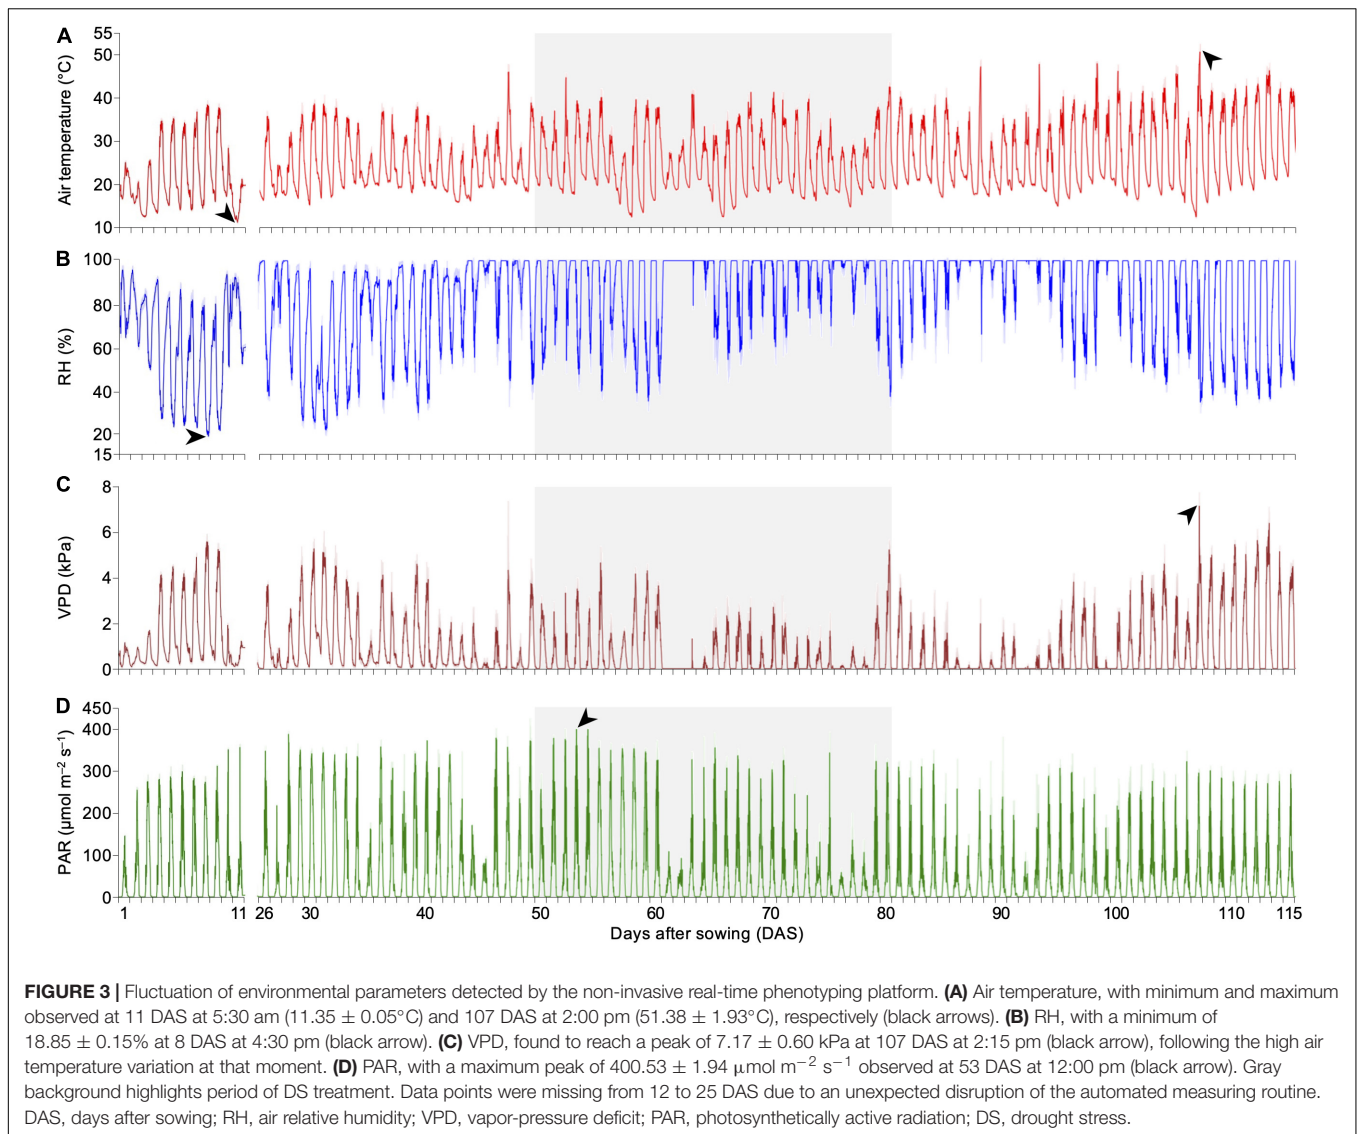 A
55
50
40
30
20
10
Air temperature (°C)
B
100
80
60
40
20
15
RH (%)
C
8
6
4
2
0
VPD (kPa)
D
450
400
300
200
100
0
PAR (µmol m⁻² s⁻¹)
1 11 26 30 40 50 60 70 80 90 100 110 115
Days after sowing (DAS)
FIGURE 3 | Fluctuation of environmental parameters detected by the non-invasive real-time phenotyping platform. (A) Air temperature, with minimum and maximum
observed at 11 DAS at 5:30 am (11.35 ± 0.05°C) and 107 DAS at 2:00 pm (51.38 ± 1.93°C), respectively (black arrows). (B) RH, with a minimum of
18.85 ± 0.15% at 8 DAS at 4:30 pm (black arrow). (C) VPD, found to reach a peak of 7.17 ± 0.60 kPa at 107 DAS at 2:15 pm (black arrow), following the high air
temperature variation at that moment. (D) PAR, with a maximum peak of 400.53 ± 1.94 µmol m⁻² s⁻¹ observed at 53 DAS at 12:00 pm (black arrow). Gray
background highlights period of DS treatment. Data points were missing from 12 to 25 DAS due to an unexpected disruption of the automated measuring routine.
DAS, days after sowing; RH, air relative humidity; VPD, vapor-pressure deficit; PAR, photosynthetically active radiation; DS, drought stress.